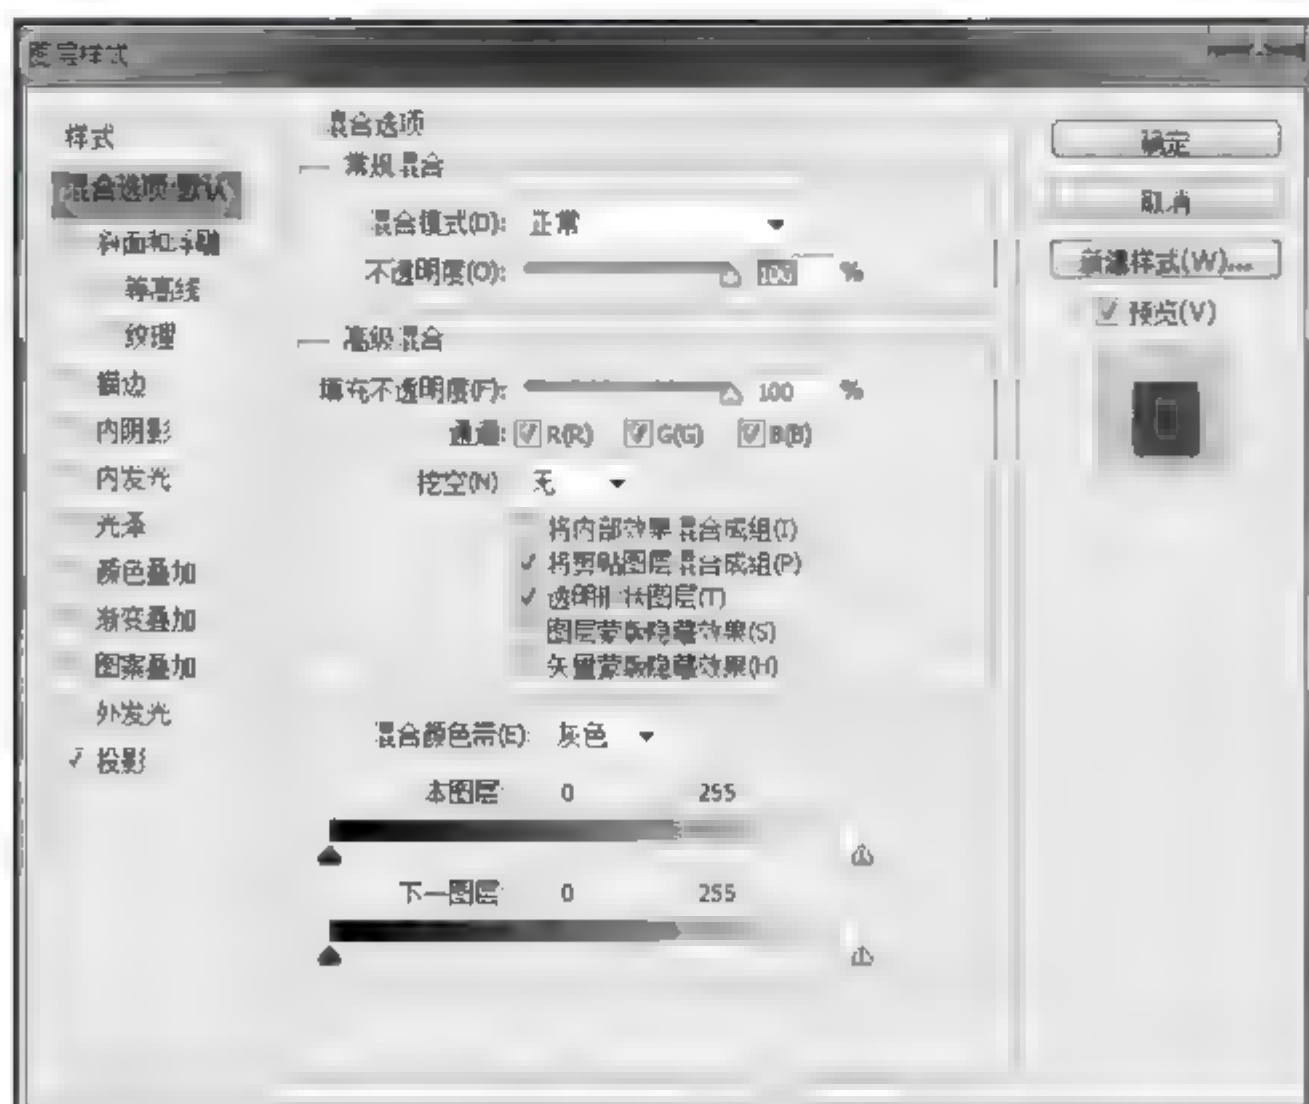 图层样式
样式
混合选项:默认
斜面和浮雕
等高线
纹理
描边
内阴影
内发光
光泽
颜色叠加
渐变叠加
图案叠加
外发光
投影
混合选项
常规混合
混合模式(D): 正常
不透明度(O): 100 %
高级混合
填充不透明度(F): 100 %
通道: R(R) G(G) B(B)
挖空(N) 无
将内部效果混合成组(I)
将剪贴图层混合成组(P)
透明形状图层(T)
图层蒙版隐藏效果(S)
矢量蒙版隐藏效果(H)
混合颜色带(E): 灰色
本图层: 0 255
下一图层: 0 255
确定
取消
新建样式(W)...
预览(V)